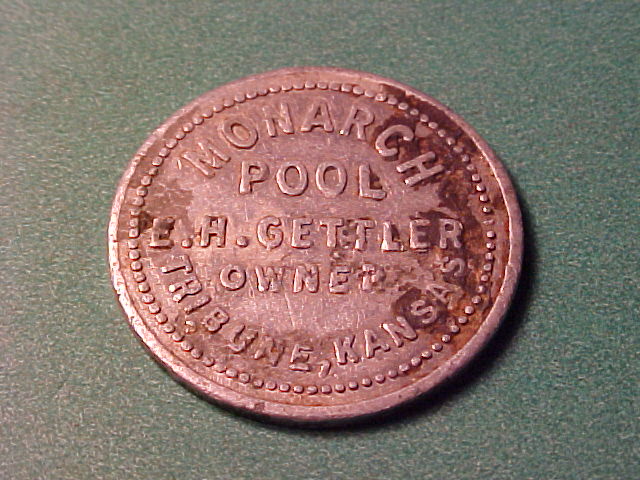 MONARCH
POOL
E.H. GETTLER
OWNER
TRIBUNE, KANSAS